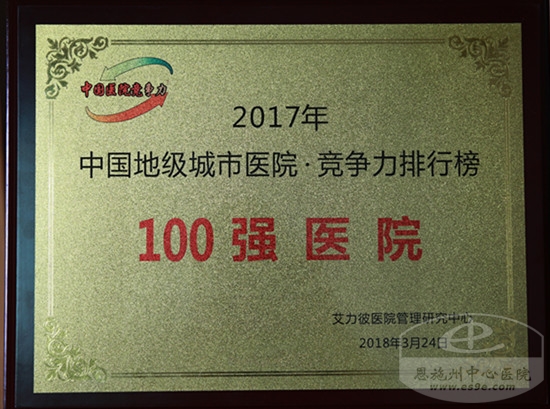 中国医院竞争力
2017年
中国地级城市医院·竞争力排行榜
100强医院
艾力彼医院管理研究中心
2018年3月24日
恩施州中心医院
www.es9e.com